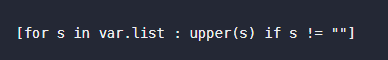 [for s in var.list : upper(s) if s != ""]